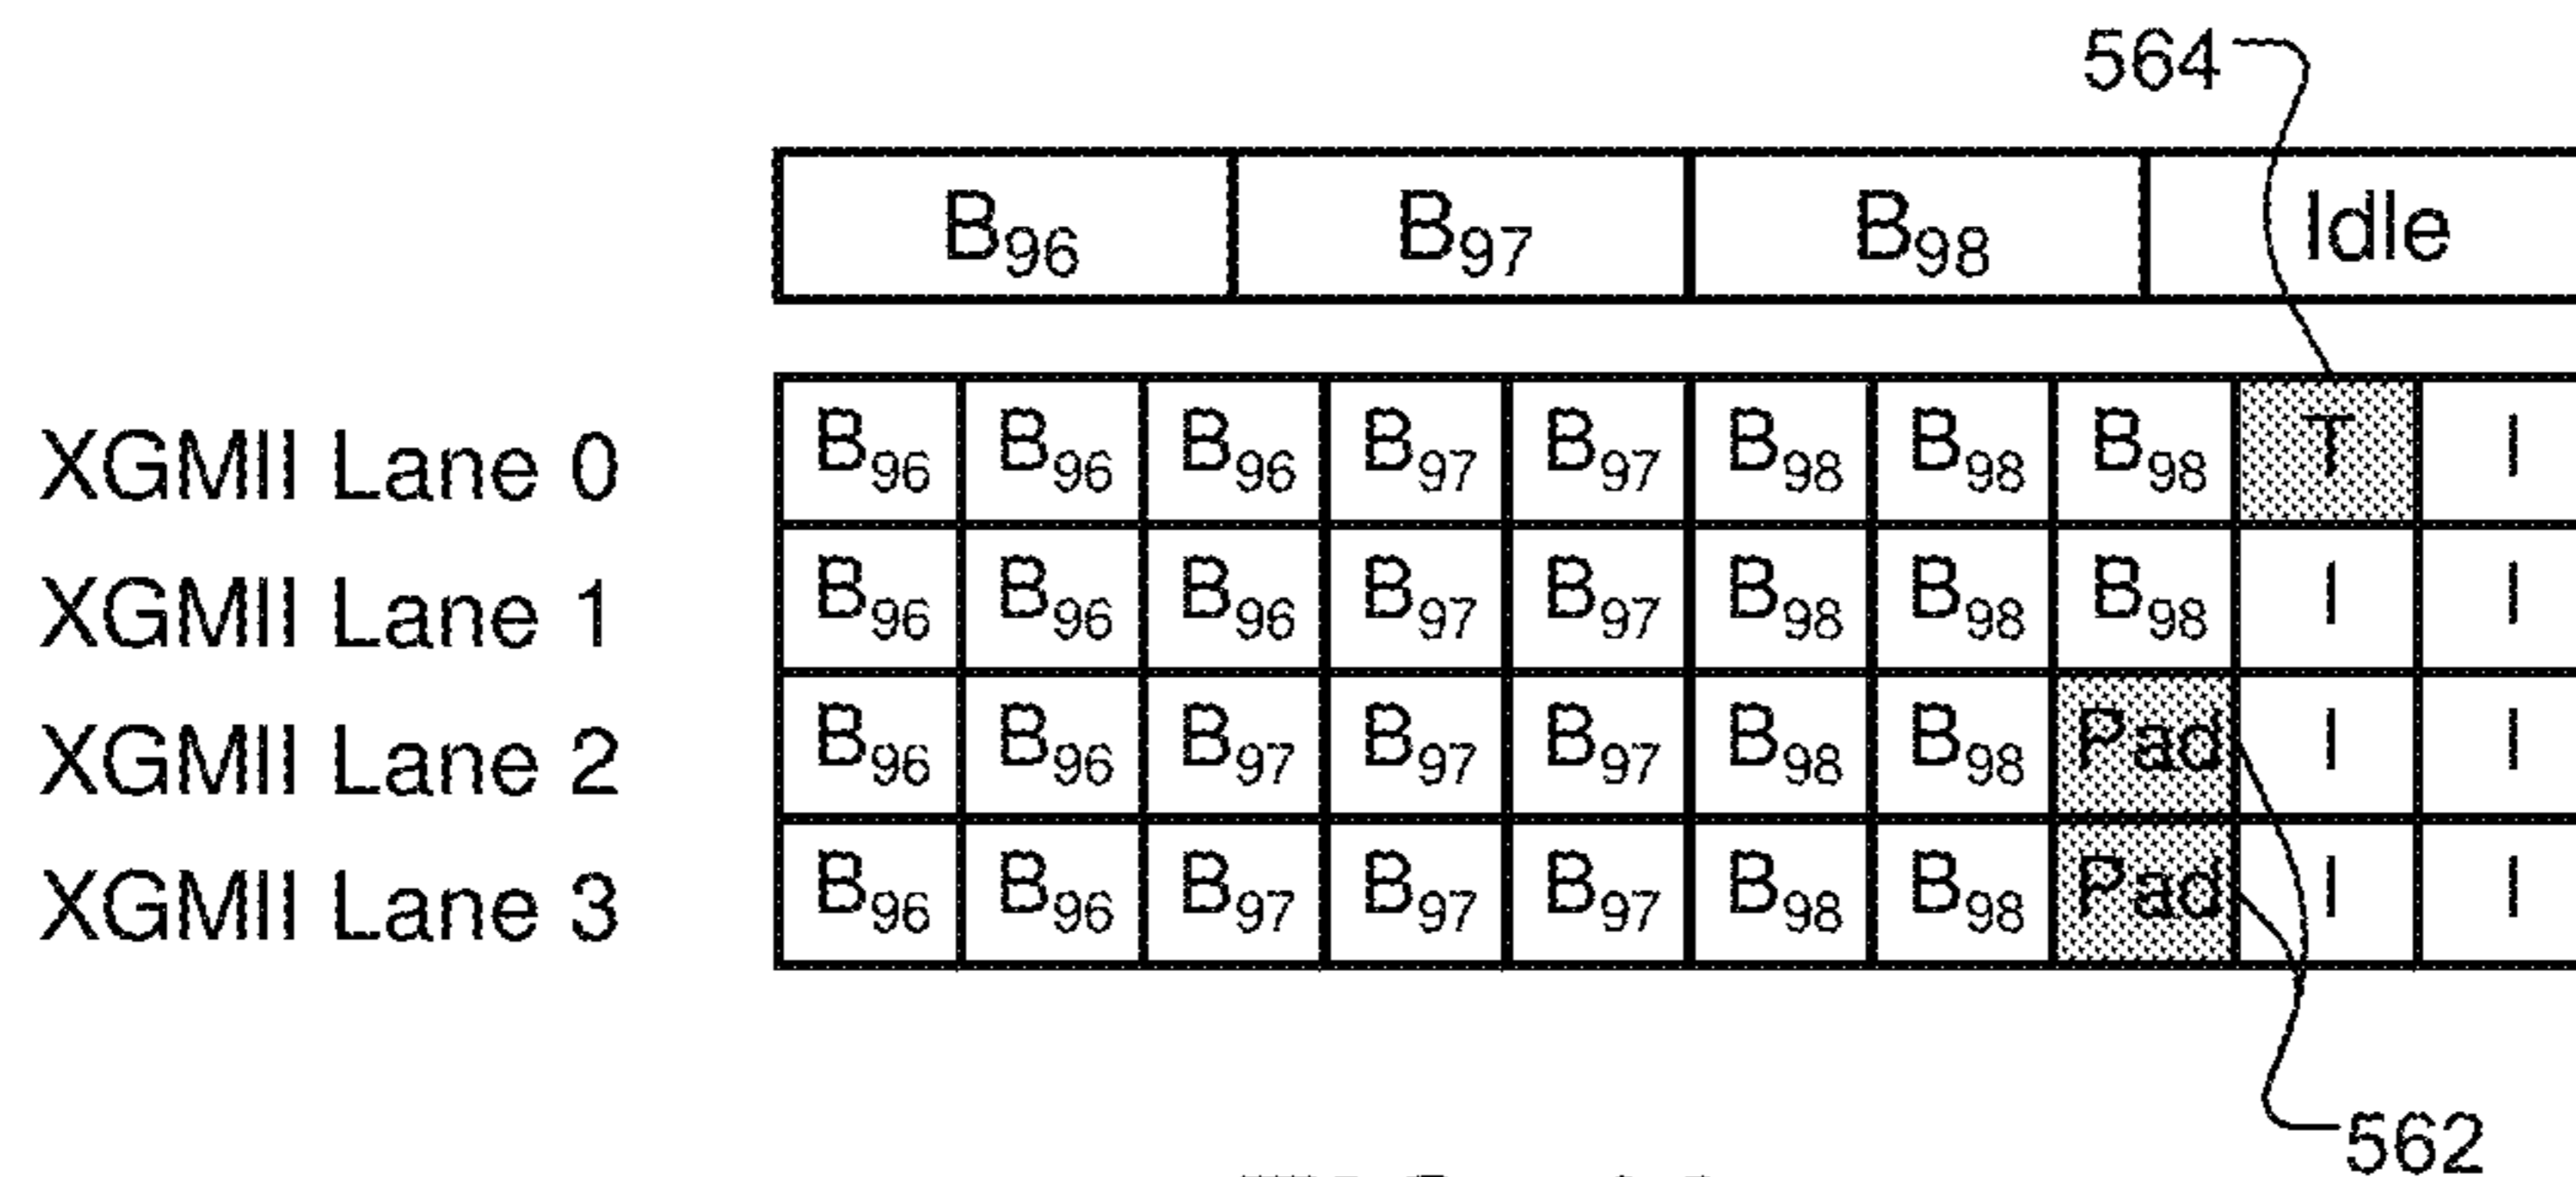 564
B96 B97 B98 Idle
XGMII Lane 0 B96 B96 B96 B97 B97 B98 B98 B98 T I
XGMII Lane 1 B96 B96 B96 B97 B97 B98 B98 B98 I I
XGMII Lane 2 B96 B96 B97 B97 B97 B98 B98 Pad I I
XGMII Lane 3 B96 B96 B97 B97 B97 B98 B98 Pad I I
562